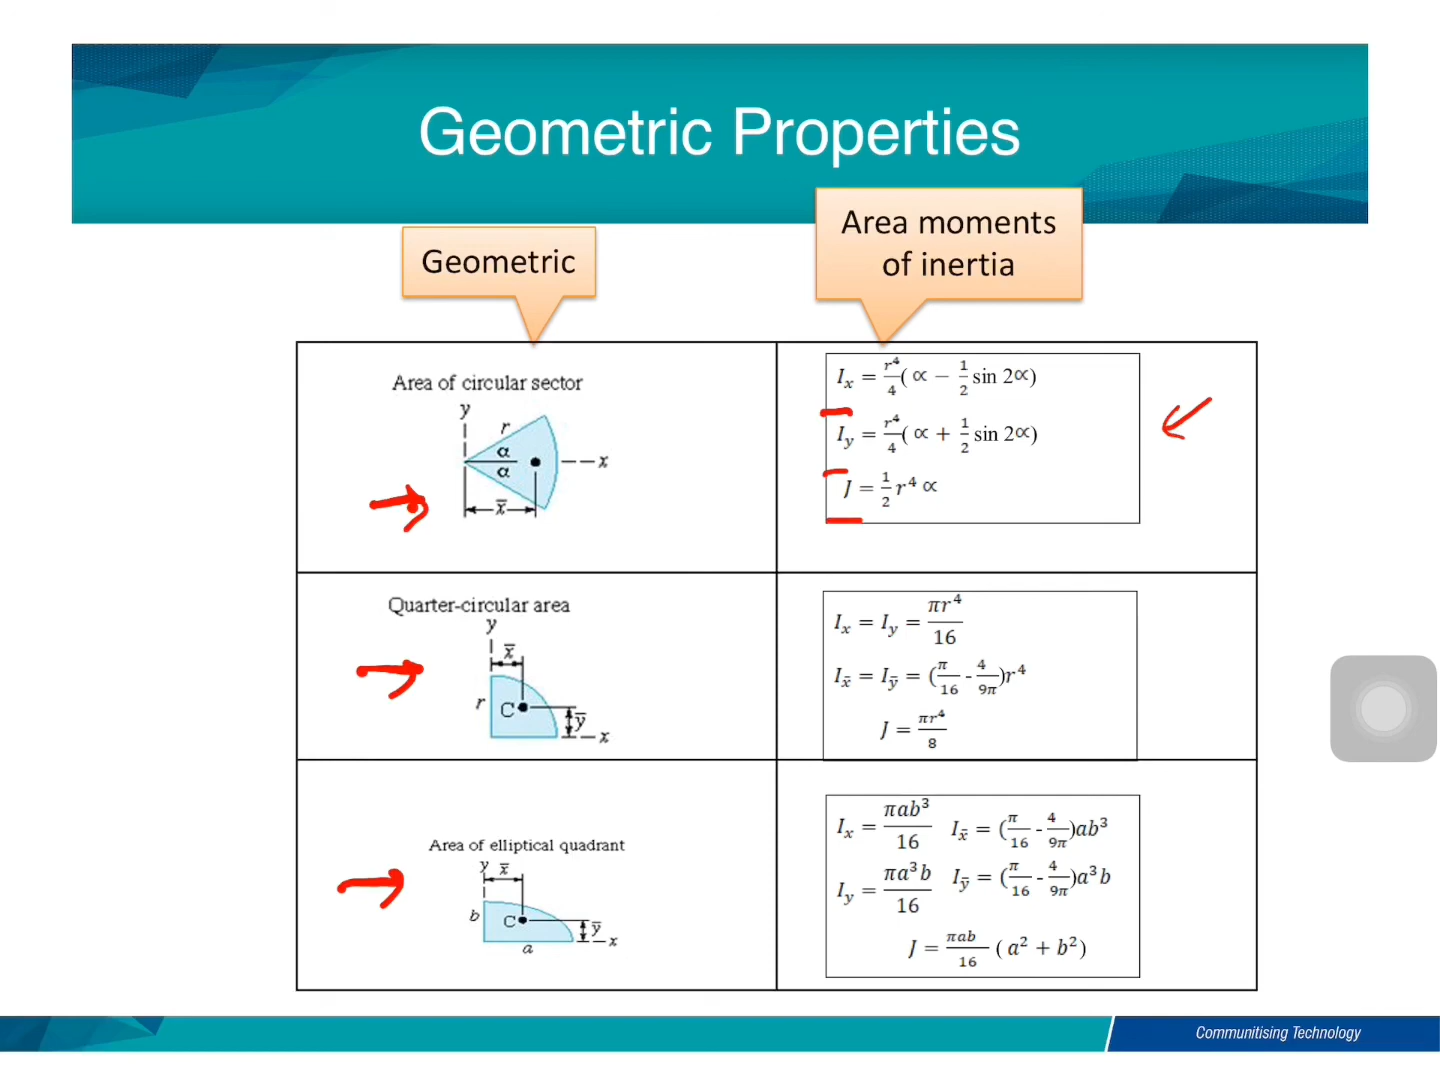 Geometric Properties
Geometric
Area moments
of inertia
Area of circular sector
y
r
α
α
x
x̄
I_x = r⁴/4 ( ∝ − 1/2 sin 2∝)
I_y = r⁴/4 ( ∝ + 1/2 sin 2∝)
J = 1/2 r⁴ ∝
Quarter-circular area
y
x̄
r
C
ȳ
x
I_x = I_y = πr⁴/16
I_x̄ = I_ȳ = (π/16 - 4/9π)r⁴
J = πr⁴/8
Area of elliptical quadrant
y x̄
b
C
ȳ
x
a
I_x = πab³/16 I_x̄ = (π/16 - 4/9π)ab³
I_y = πa³b/16 I_ȳ = (π/16 - 4/9π)a³b
J = πab/16 ( a² + b²)
Communitising Technology